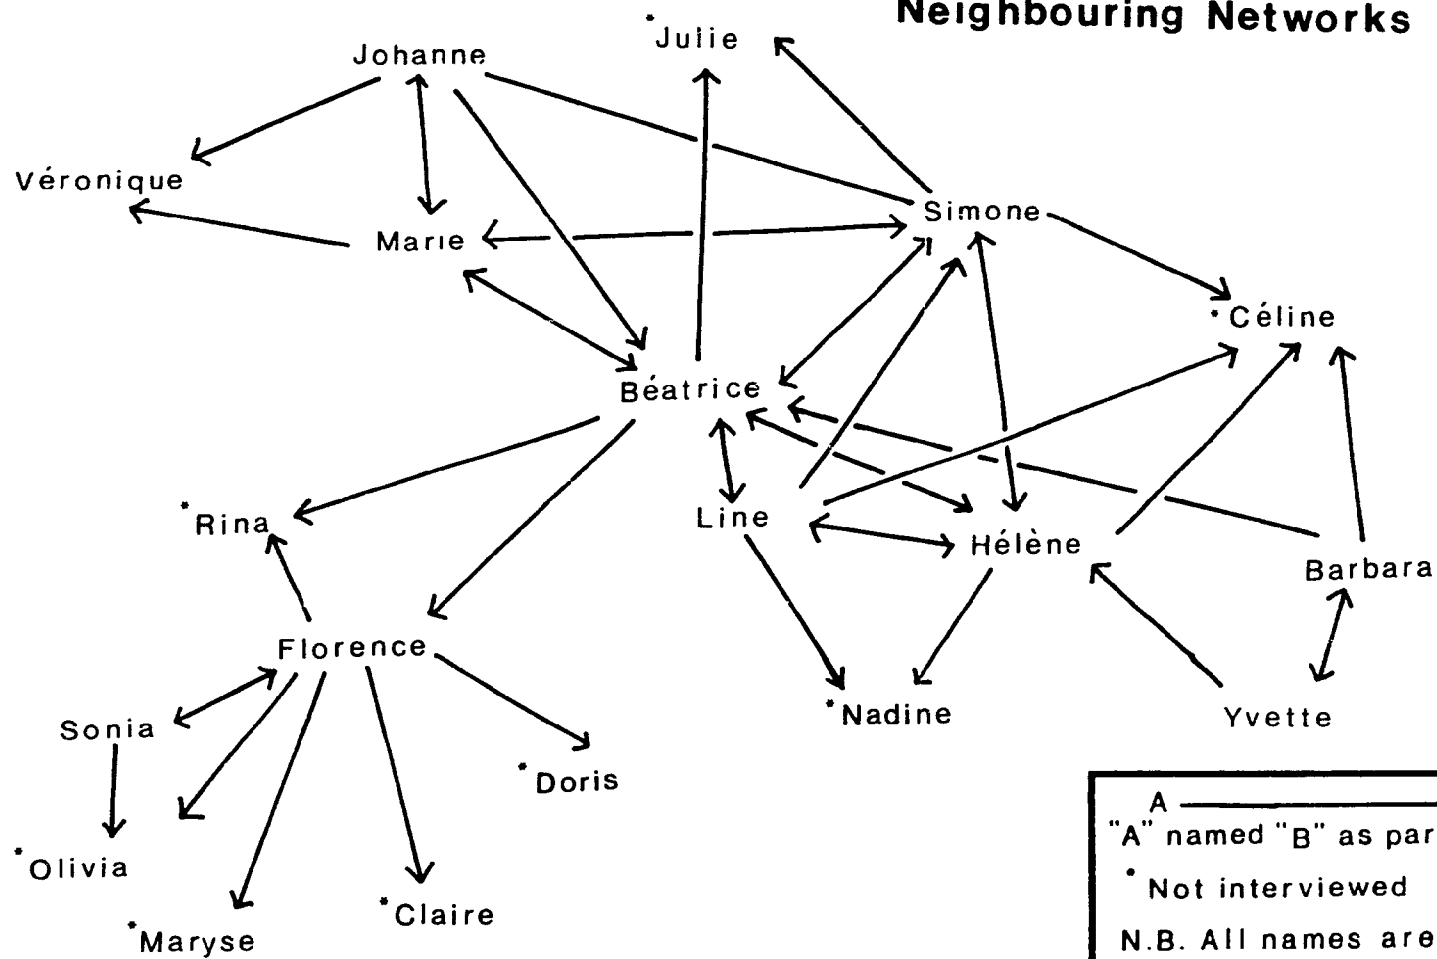 Neighbouring Networks
*Julie
Johanne
Véronique
Simone
Marie
*Céline
Béatrice
*Rina
Line
Hélène
Barbara
Florence
*Nadine
Yvette
Sonia
*Doris
A
"A" named "B" as par
*Olivia
* Not interviewed
*Claire
*Maryse
N.B. All names are